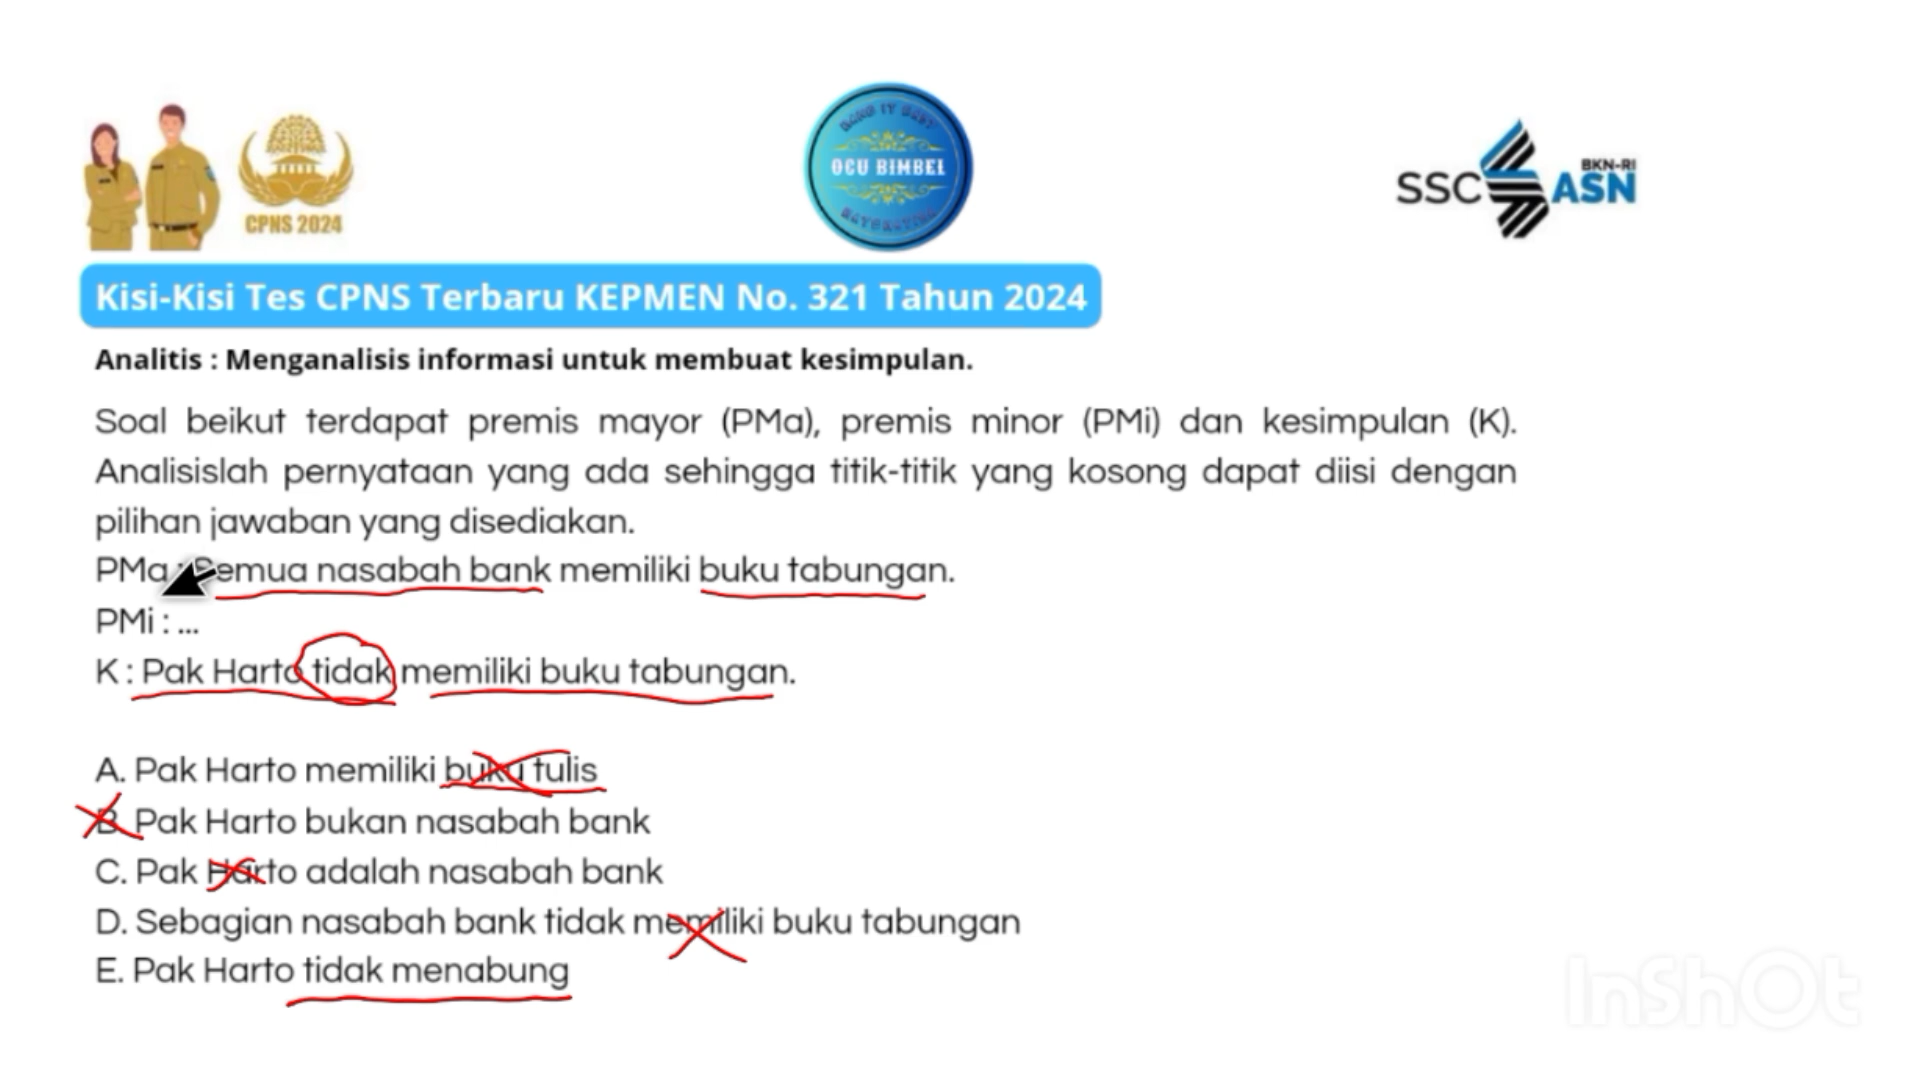 CPNS 2024
OCU BIMBEL
SSC
BKN-RI
ASN
Kisi-Kisi Tes CPNS Terbaru KEPMEN No. 321 Tahun 2024
Analitis : Menganalisis informasi untuk membuat kesimpulan.
Soal beikut terdapat premis mayor (PMa), premis minor (PMi) dan kesimpulan (K).
Analisislah pernyataan yang ada sehingga titik-titik yang kosong dapat diisi dengan
pilihan jawaban yang disediakan.
PMa : Semua nasabah bank memiliki buku tabungan.
PMi : ...
K : Pak Harto tidak memiliki buku tabungan.
A. Pak Harto memiliki buku tulis
B. Pak Harto bukan nasabah bank
C. Pak Harto adalah nasabah bank
D. Sebagian nasabah bank tidak memiliki buku tabungan
E. Pak Harto tidak menabung
InShOt